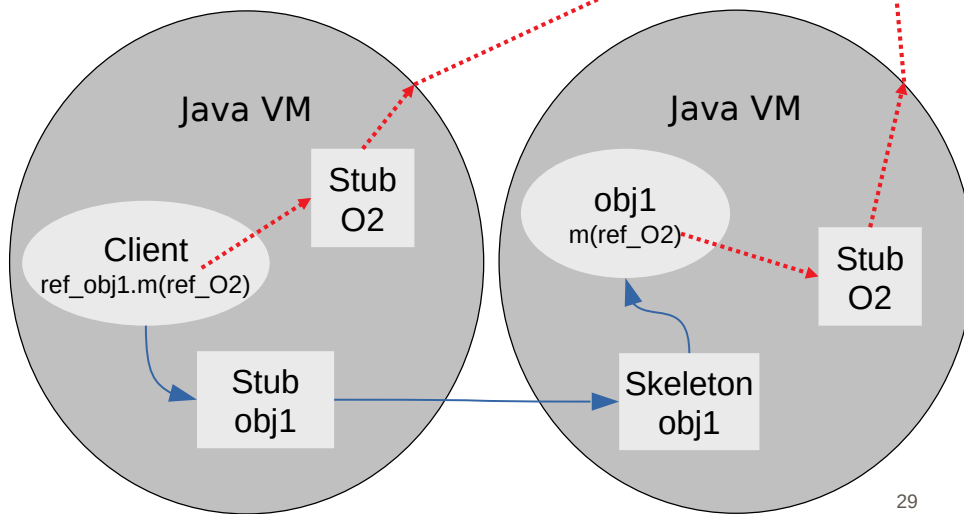 Java VM
Stub
O2
Client
ref_obj1.m(ref_O2)
Stub
obj1
Java VM
obj1
m(ref_O2)
Stub
O2
Skeleton
obj1
29